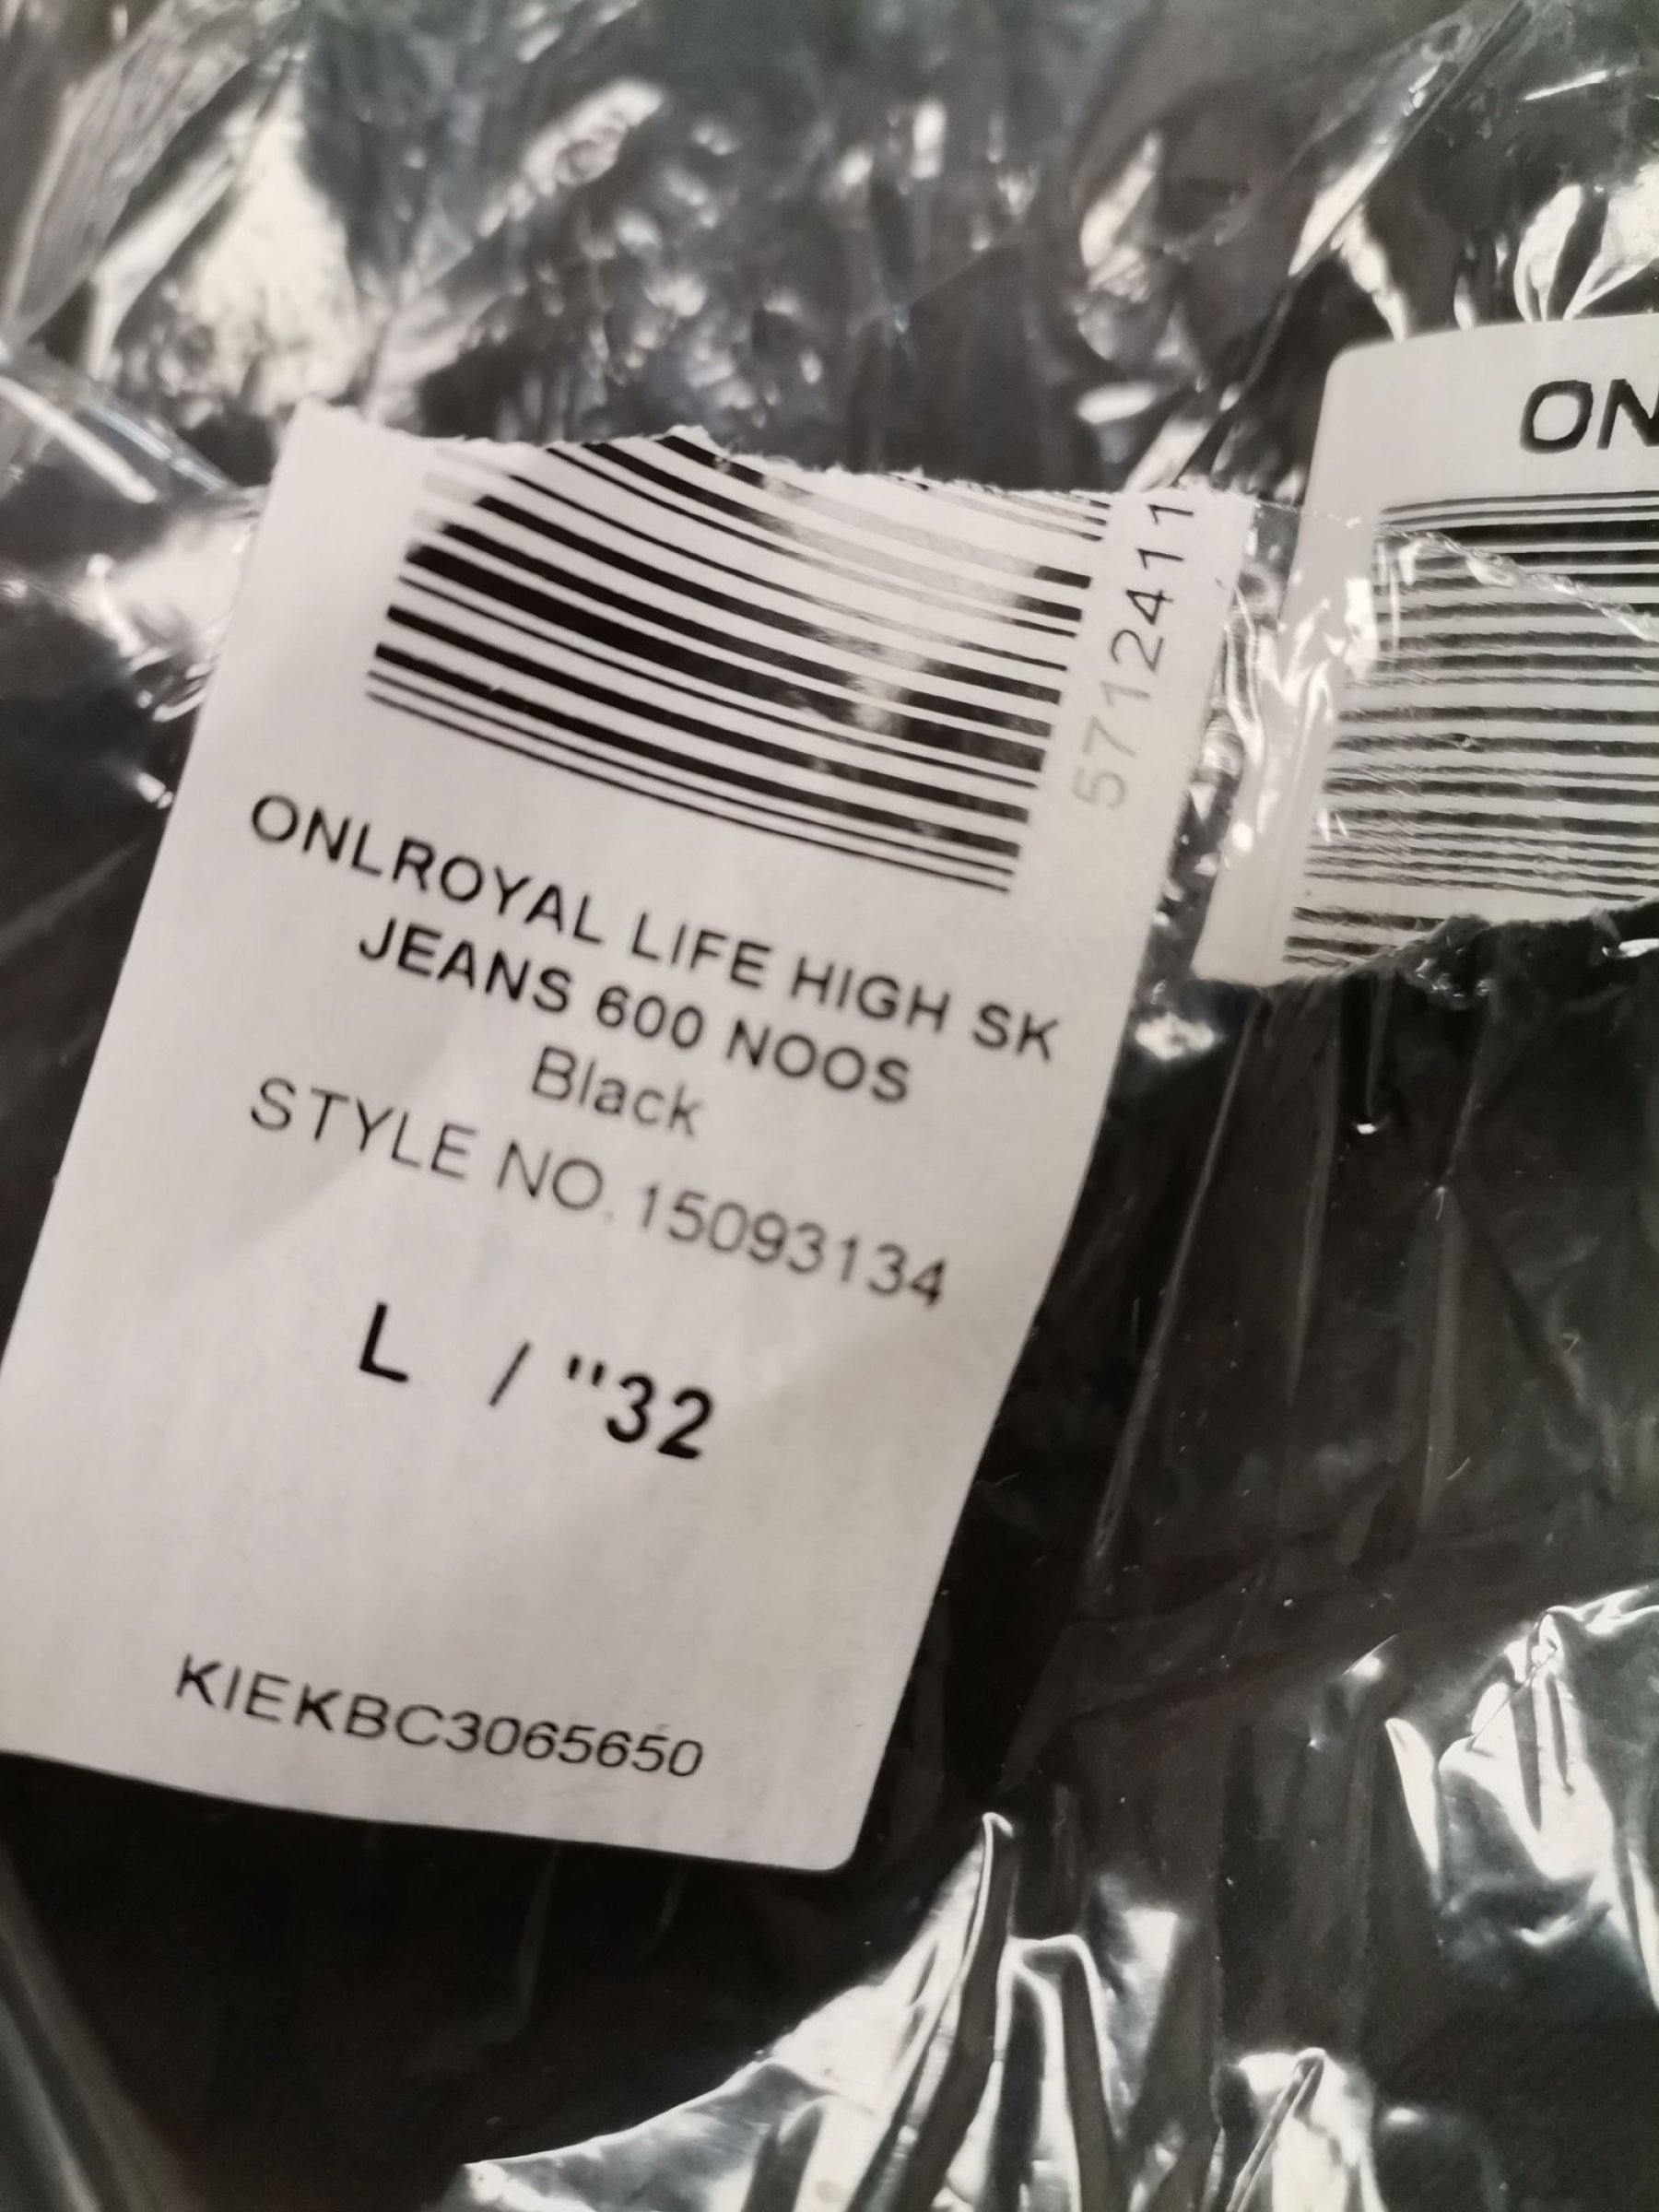 5712411
ONLROYAL LIFE HIGH SK
JEANS 600 NOOS
Black
STYLE NO. 15093134
L / "32
KIEKBC3065650
ON